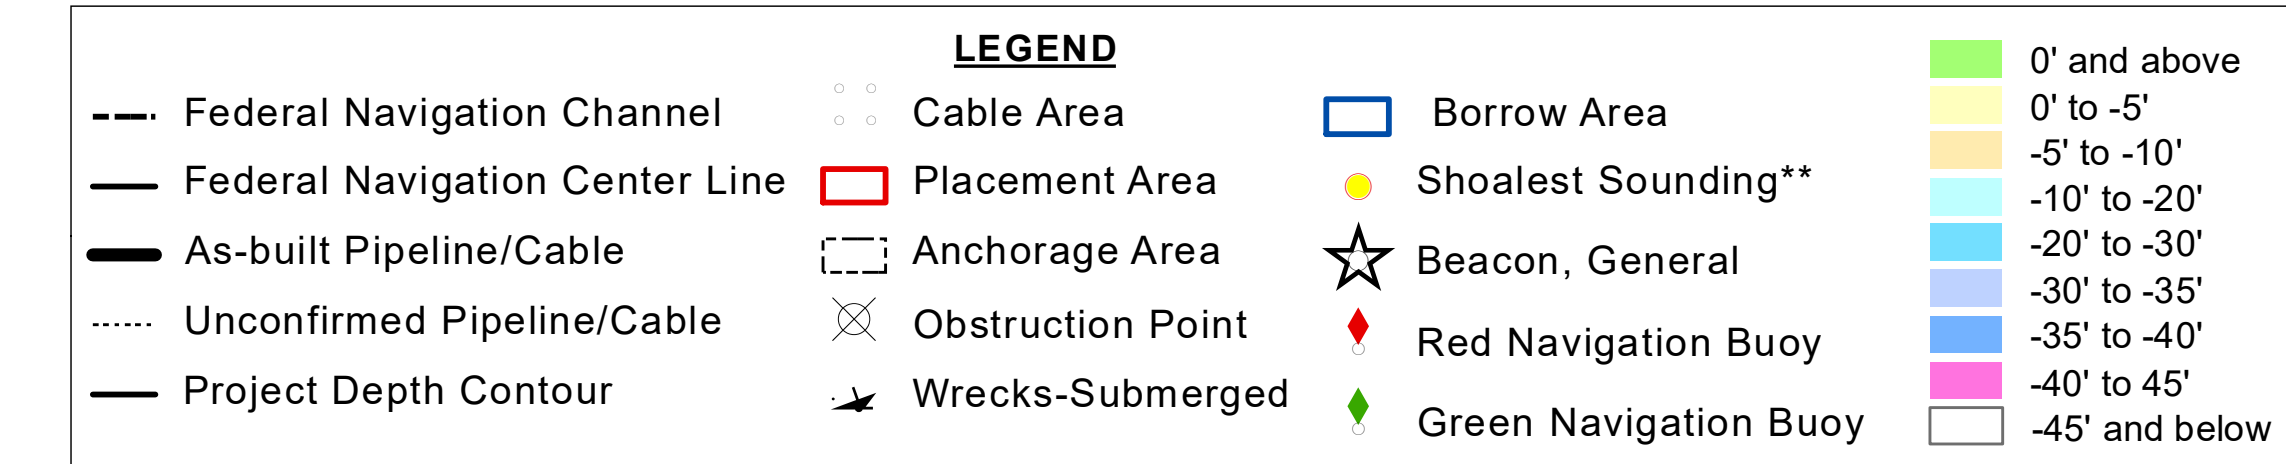 LEGEND
Federal Navigation Channel
Federal Navigation Center Line
As-built Pipeline/Cable
Unconfirmed Pipeline/Cable
Project Depth Contour
Cable Area
Placement Area
Anchorage Area
Obstruction Point
Wrecks-Submerged
Borrow Area
Shoalest Sounding**
Beacon, General
Red Navigation Buoy
Green Navigation Buoy
0' and above
0' to -5'
-5' to -10'
-10' to -20'
-20' to -30'
-30' to -35'
-35' to -40'
-40' to 45'
-45' and below